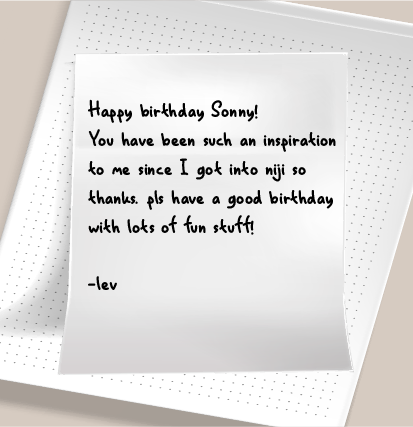 Happy birthday Sonny!
You have been such an inspiration
to me since I got into niji so
thanks. pls have a good birthday
with lots of fun stuff!
-lev